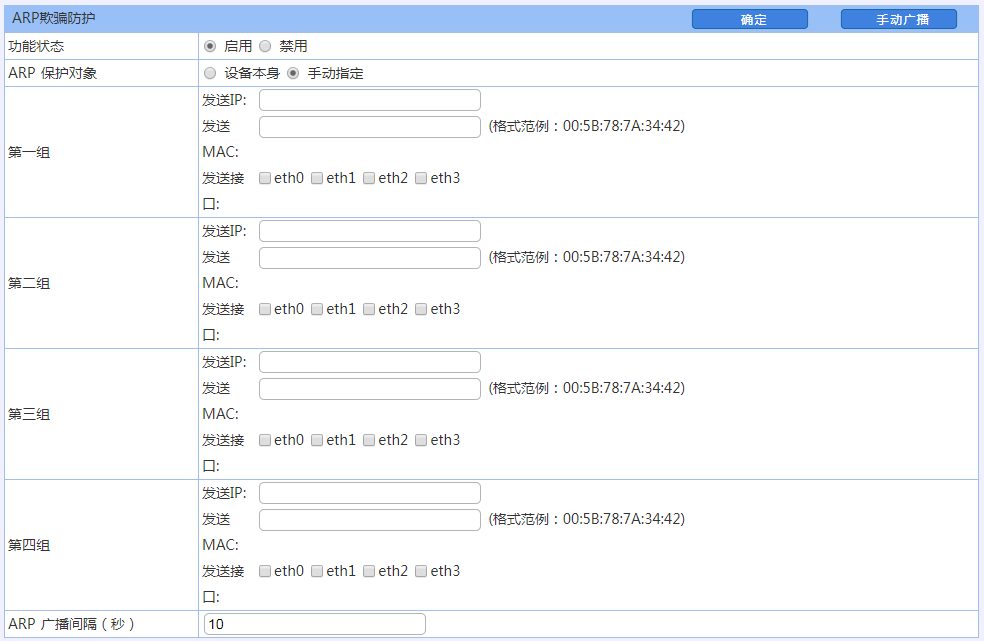 ARP欺骗防护 确定 手动广播
功能状态 启用 禁用
ARP 保护对象 设备本身 手动指定
第一组
发送IP:
发送 (格式范例：00:5B:78:7A:34:42)
MAC:
发送接 eth0 eth1 eth2 eth3
口:
第二组
发送IP:
发送 (格式范例：00:5B:78:7A:34:42)
MAC:
发送接 eth0 eth1 eth2 eth3
口:
第三组
发送IP:
发送 (格式范例：00:5B:78:7A:34:42)
MAC:
发送接 eth0 eth1 eth2 eth3
口:
第四组
发送IP:
发送 (格式范例：00:5B:78:7A:34:42)
MAC:
发送接 eth0 eth1 eth2 eth3
口:
ARP 广播间隔（秒） 10